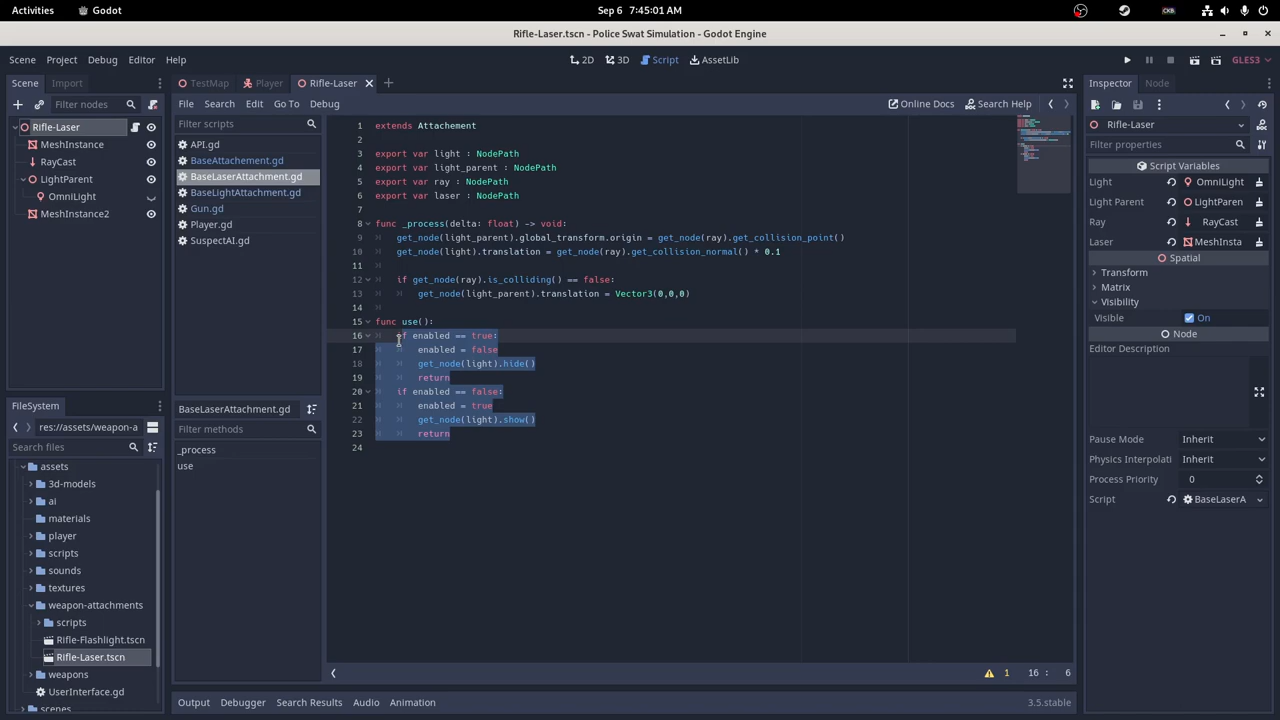 Activities
Godot
Sep 6  7:45:01 AM
CKB
Rifle-Laser.tscn - Police Swat Simulation - Godot Engine
Scene Project Debug Editor Help
2D 3D Script AssetLib
GLES3
Scene Import
Filter nodes
Rifle-Laser
MeshInstance
RayCast
LightParent
OmniLight
MeshInstance2
FileSystem
res://assets/weapon-a
Search files
assets
3d-models
ai
materials
player
scripts
sounds
textures
weapon-attachments
scripts
Rifle-Flashlight.tscn
Rifle-Laser.tscn
weapons
UserInterface.gd
scenes
TestMap Player Rifle-Laser
File Search Edit Go To Debug
Online Docs Search Help
Filter scripts
API.gd
BaseAttachement.gd
BaseLaserAttachment.gd
BaseLightAttachment.gd
Gun.gd
Player.gd
SuspectAI.gd
BaseLaserAttachment.gd
Filter methods
_process
use
1 extends Attachement
2
3 export var light : NodePath
4 export var light_parent : NodePath
5 export var ray : NodePath
6 export var laser : NodePath
7
8 func _process(delta: float) -> void:
9 get_node(light_parent).global_transform.origin = get_node(ray).get_collision_point()
10 get_node(light).translation = get_node(ray).get_collision_normal() * 0.1
11
12 if get_node(ray).is_colliding() == false:
13 get_node(light_parent).translation = Vector3(0,0,0)
14
15 func use():
16 if enabled == true:
17 enabled = false
18 get_node(light).hide()
19 return
20 if enabled == false:
21 enabled = true
22 get_node(light).show()
23 return
24
1 16 : 6
Output Debugger Search Results Audio Animation
3.5.stable
Inspector Node
Rifle-Laser
Filter properties
Script Variables
Light OmniLight
Light Parent LightParen
Ray RayCast
Laser MeshInsta
Spatial
Transform
Matrix
Visibility
Visible On
Node
Editor Description
Pause Mode Inherit
Physics Interpolati Inherit
Process Priority 0
Script BaseLaserA